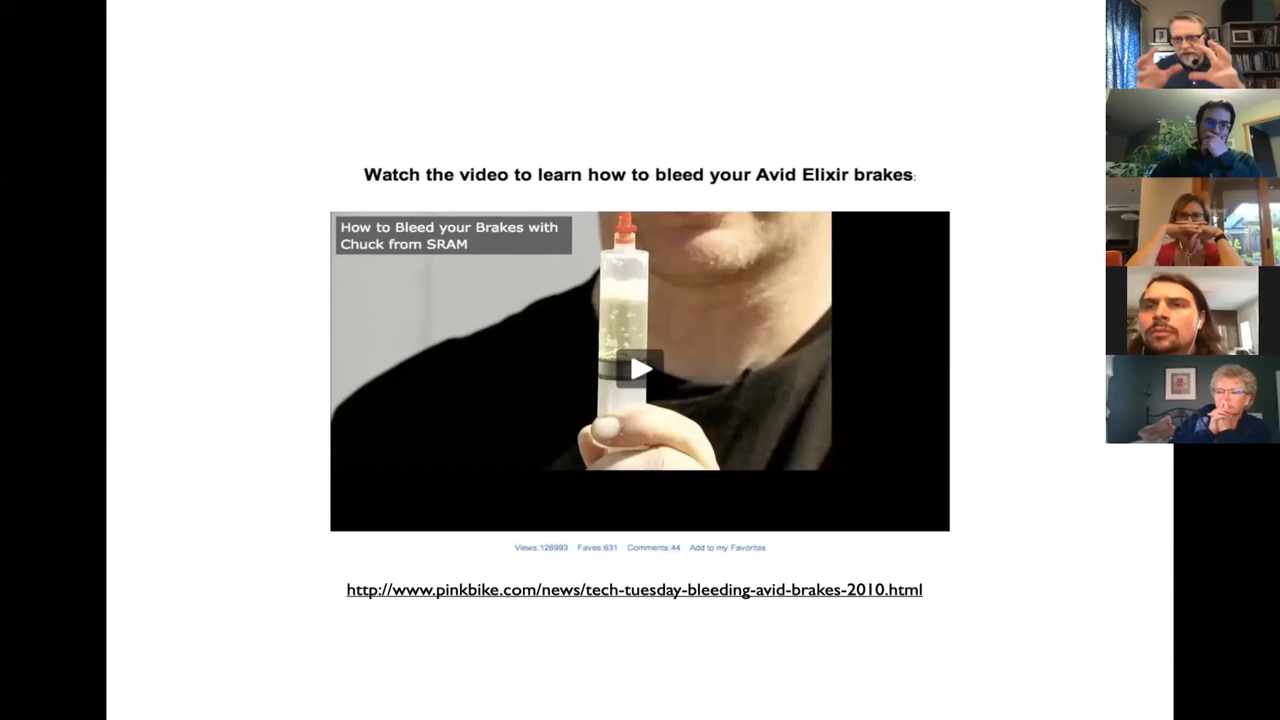 Watch the video to learn how to bleed your Avid Elixir brakes:
How to Bleed your Brakes with
Chuck from SRAM
Views:126993 Faves:631 Comments:44 Add to my Favorites
http://www.pinkbike.com/news/tech-tuesday-bleeding-avid-brakes-2010.html